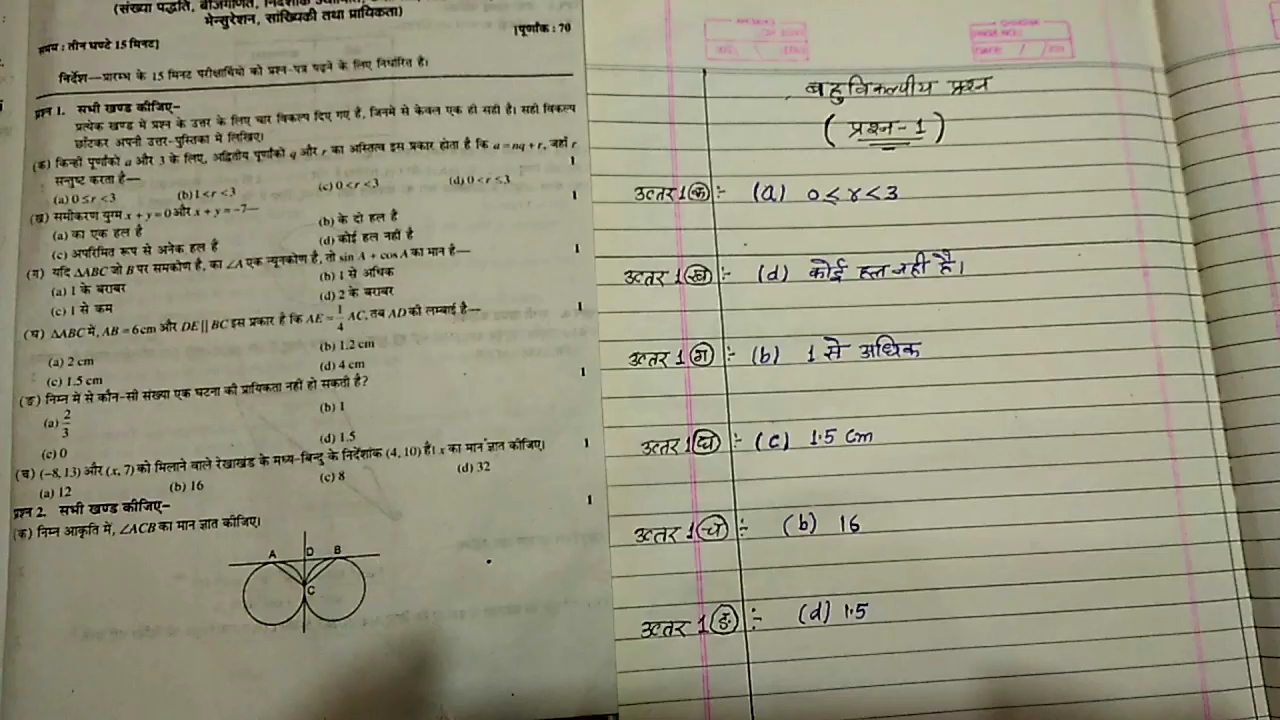 (संख्या पद्धति, बीजगणित, निर्देशांक
मेन्सुरेशन, सांख्यिकी तथा प्रायिकता)
समय : तीन घण्टे 15 मिनट]
[पूर्णांक : 70
निर्देश—प्रारम्भ के 15 मिनट परीक्षार्थियों को प्रश्न-पत्र पढ़ने के लिए निर्धारित है।
प्रश्न 1. सभी खण्ड कीजिए–
प्रत्येक खण्ड में प्रश्न के उत्तर के लिए चार विकल्प दिए गए है, जिनमे से केवल एक ही सही है। सही विकल्प
छाँटकर अपनी उत्तर-पुस्तिका में लिखिए।
(क) किन्ही पूर्णांको a और 3 के लिए, अद्वितीय पूर्णांको q और r का अस्तित्व इस प्रकार होता है कि a = nq + r, जहाँ r
सन्तुष्ट करता है— 1
(a) 0 ≤ r < 3 (b) 1 < r < 3 (c) 0 < r < 3 (d) 0 < r ≤ 3
(ख) समीकरण युग्म x + y = 0 और x + y = –7— 1
(a) का एक हल है (b) के दो हल है
(c) अपरिमित रूप से अनेक हल है (d) कोई हल नहीं है
(ग) यदि ΔABC जो B पर समकोण है, का ∠A एक न्यूनकोण है, तो sin A + cos A का मान है— 1
(a) 1 के बराबर (b) 1 से अधिक
(c) 1 से कम (d) 2 के बराबर
(घ) ΔABC में, AB = 6 cm और DE || BC इस प्रकार है कि AE = 1/4 AC, तब AD की लम्बाई है— 1
(a) 2 cm (b) 1.2 cm
(c) 1.5 cm (d) 4 cm
(ङ) निम्न में से कौन-सी संख्या एक घटना की प्रायिकता नहीं हो सकती है? 1
(a) 2/3 (b) 1
(c) 0 (d) 1.5
(च) (–8, 13) और (x, 7) को मिलाने वाले रेखाखंड के मध्य-बिन्दु के निर्देशांक (4, 10) है। x का मान ज्ञात कीजिए। 1
(a) 12 (b) 16 (c) 8 (d) 32
प्रश्न 2. सभी खण्ड कीजिए–
(क) निम्न आकृति में, ∠ACB का मान ज्ञात कीजिए। 1
A D B
C
बहुविकल्पीय प्रश्न
( प्रश्न-1 )
उत्तर 1 (क) :- (a) 0 ≤ r < 3
उत्तर 1 (ख) :- (d) कोई हल नही है।
उत्तर 1 (ग) :- (b) 1 से अधिक
उत्तर 1 (घ) :- (c) 1.5 cm
उत्तर 1 (च) :- (b) 16
उत्तर 1 (ङ) :- (d) 1.5